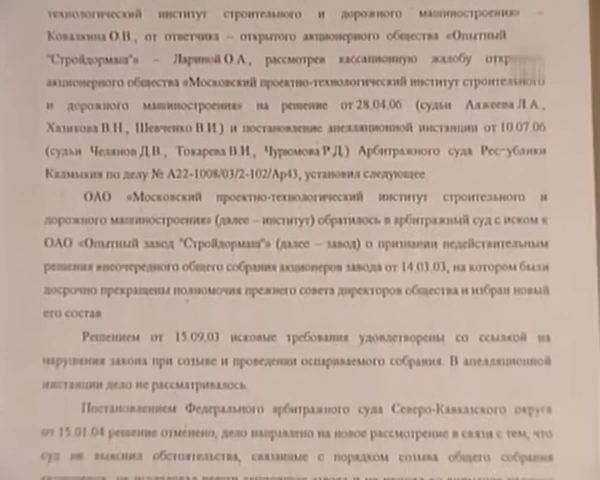 технологический институт строительного и дорожного машиностроения» –
Ковалкина О.В., от ответчика – открытого акционерного общества «Опытный
"Стройдормаш"» – Лариной О.А., рассмотрев кассационную жалобу
акционерного общества «Московский проектно-технологический институт строительного
и дорожного машиностроения» на решение от 28.04.06 (судьи Алжеева Л.А.,
Хазикова В.Н., Шевченко В.И.) и постановление апелляционной инстанции от 10.07.06
(судьи Челянов Д.В., Токарева В.И., Чурюмова Р.Д.) Арбитражного суда Республики
Калмыкия по делу № А22-1008/03/2-102/Ар43, установил следующее
ОАО «Московский проектно-технологический институт строительного и
дорожного машиностроения» (далее – институт) обратилось в арбитражный суд с иском к
ОАО «Опытный завод "Стройдормаш"» (далее – завод) о признании недействительным
решения внеочередного общего собрания акционеров завода от 14.03.03, на котором были
досрочно прекращены полномочия прежнего совета директоров общества и избран новый
его состав
Решением от 15.09.03 исковые требования удовлетворены со ссылкой на
нарушения закона при созыве и проведении оспариваемого собрания. В апелляционной
инстанции дело не рассматривалось
Постановлением Федерального арбитражного суда Северо-Кавказского округа
от 15.01.04 решение отменено, дело направлено на новое рассмотрение в связи с тем, что
суд не выяснил обстоятельства, связанные с порядком созыва общего собрания